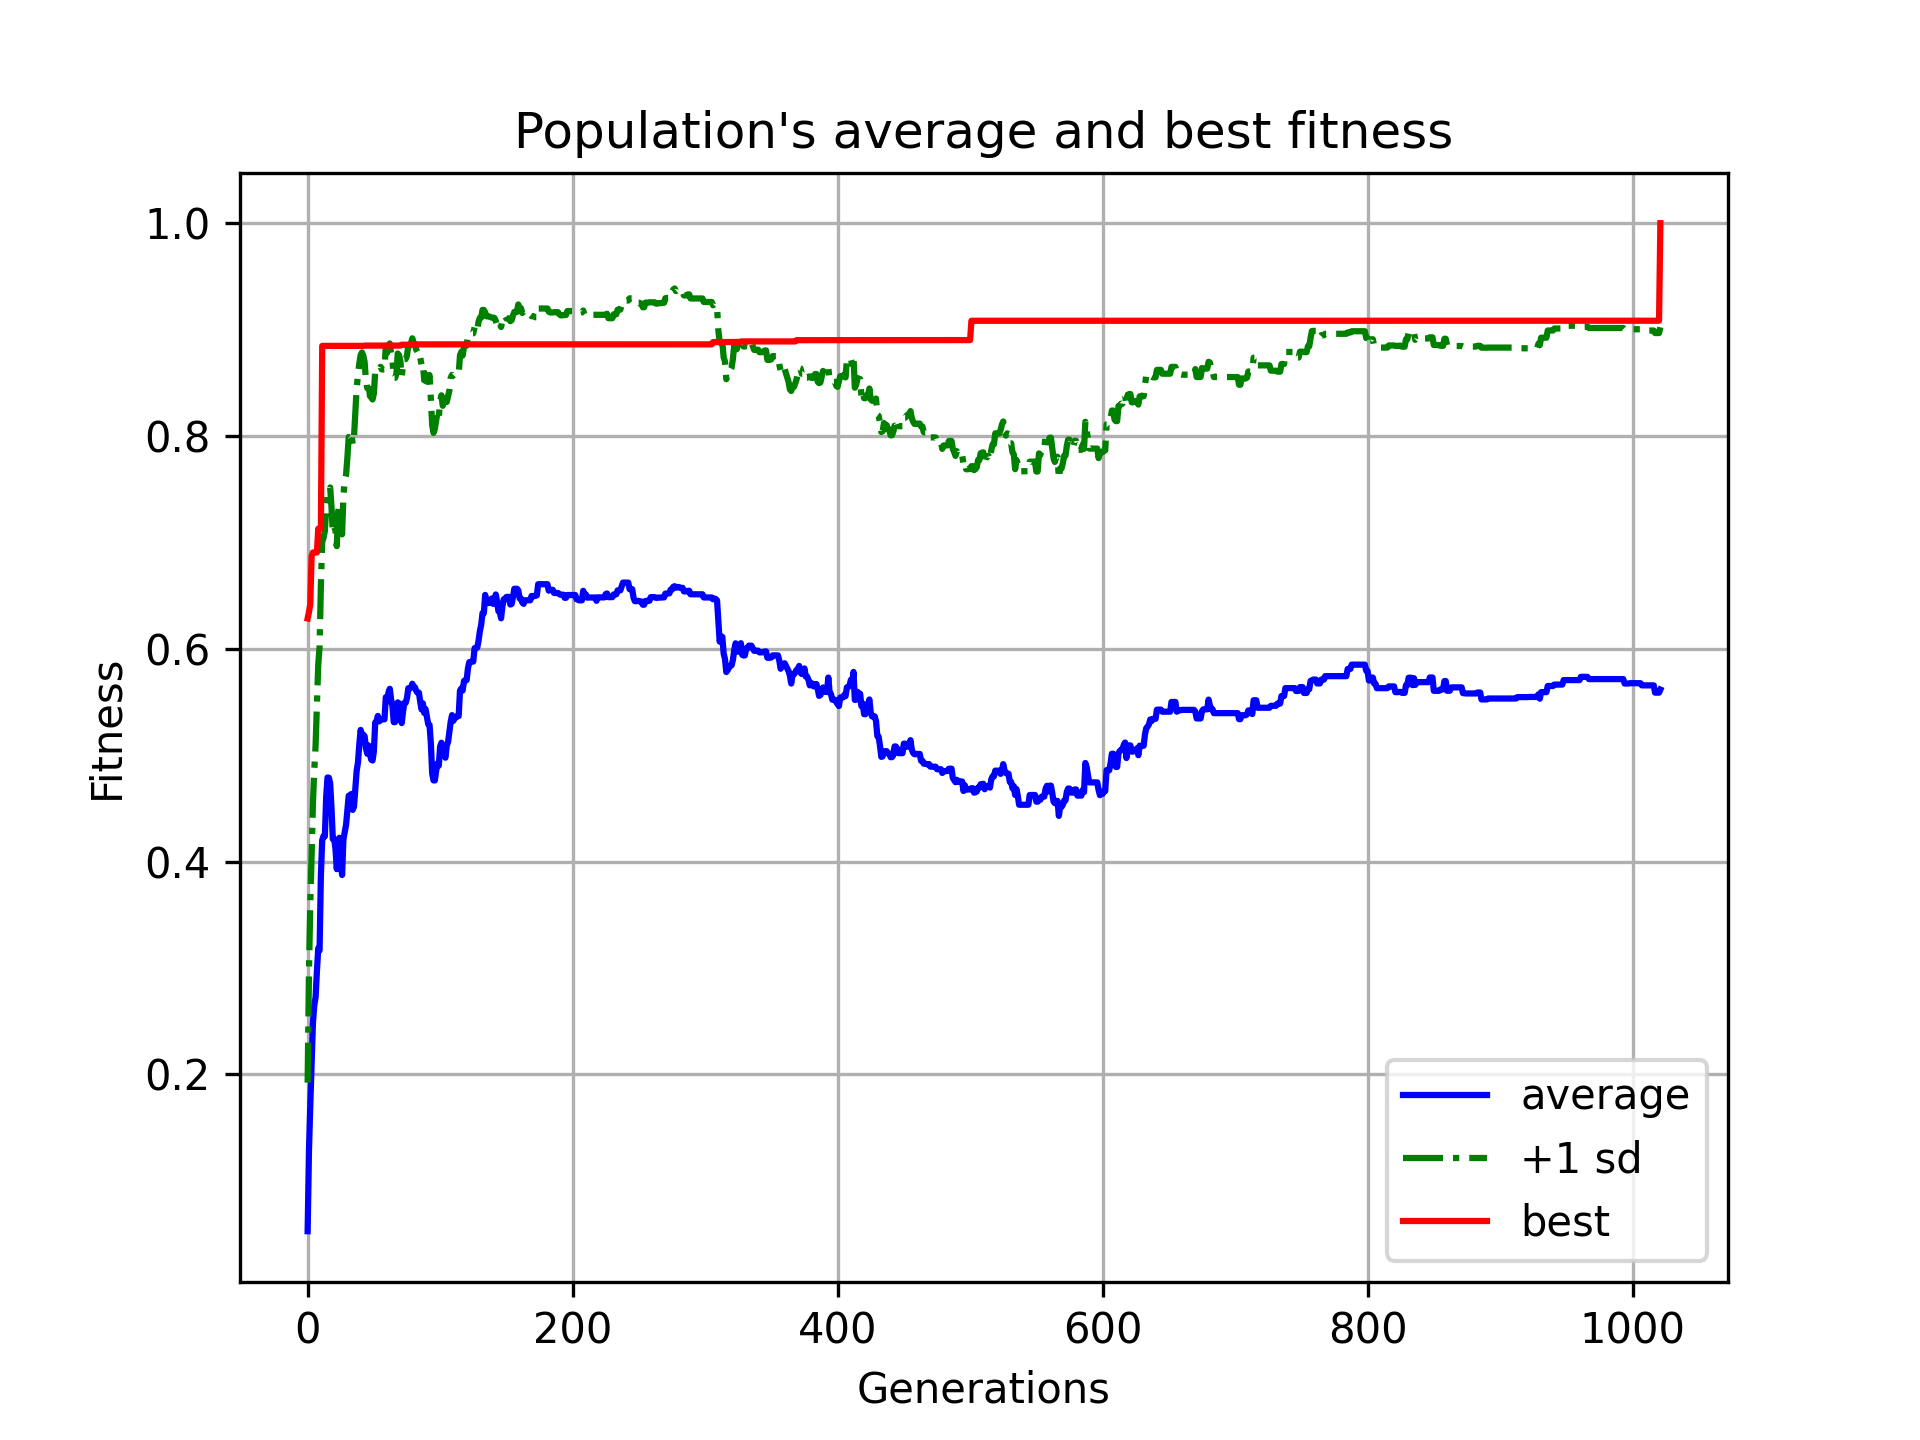 Population's average and best fitness
1.0
0.8
0.6
0.4
0.2
Fitness
average
+1 sd
best
0 200 400 600 800 1000
Generations